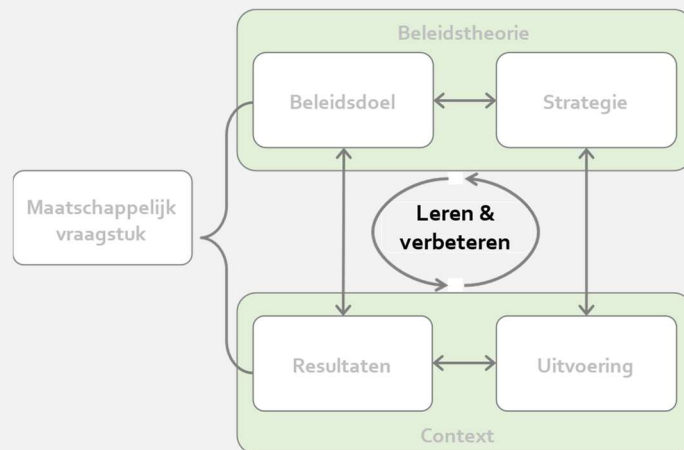 Beleidstheorie
Beleidsdoel
Strategie
Maatschappelijk
vraagstuk
Leren &
verbeteren
Resultaten
Uitvoering
Context